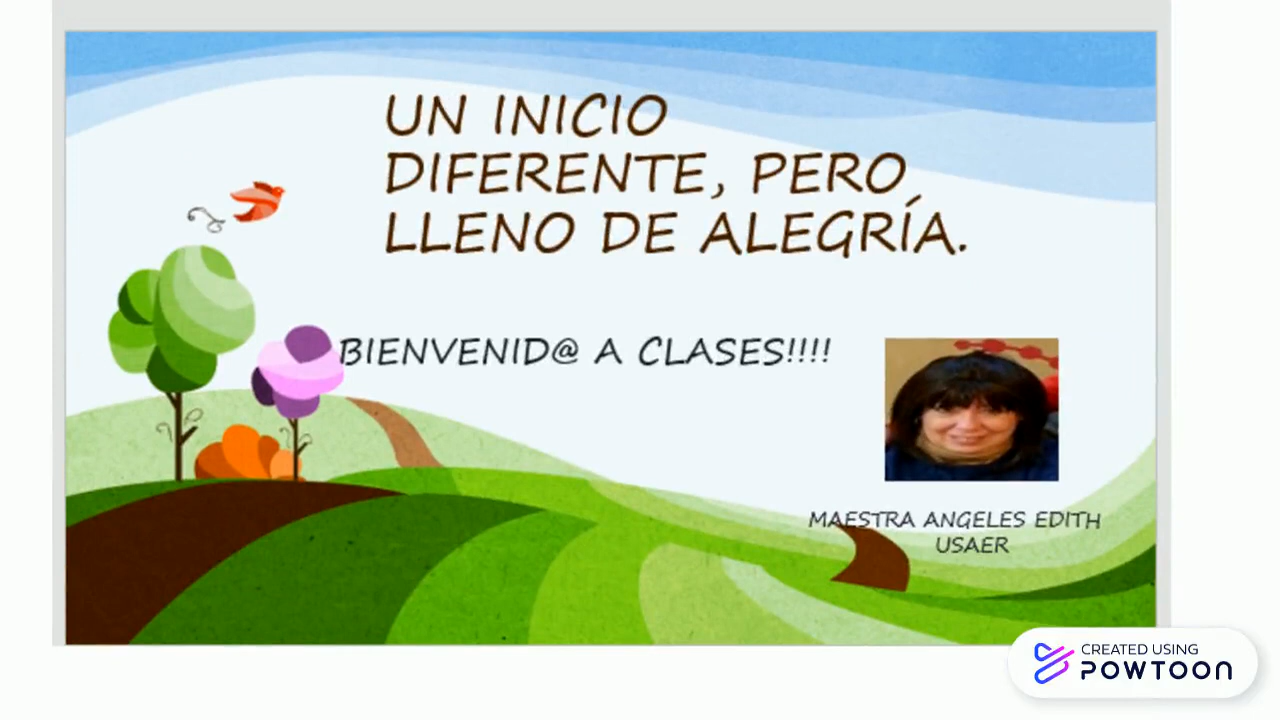 UN INICIO
DIFERENTE, PERO
LLENO DE ALEGRÍA.
BIENVENID@ A CLASES!!!!
MAESTRA ANGELES EDITH
USAER
CREATED USING
POWTOON